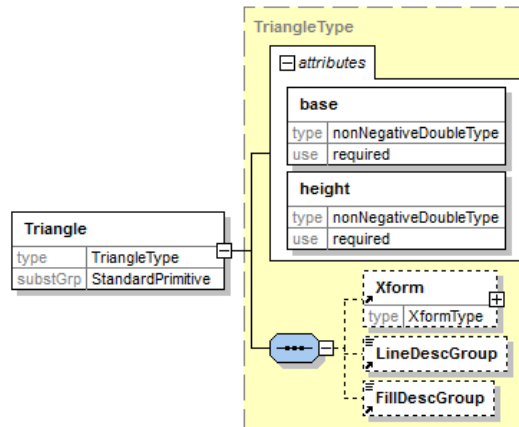 TriangleType
attributes
base
type nonNegativeDoubleType
use required
height
type nonNegativeDoubleType
use required
Triangle
type TriangleType
substGrp StandardPrimitive
Xform
type XformType
LineDescGroup
FillDescGroup